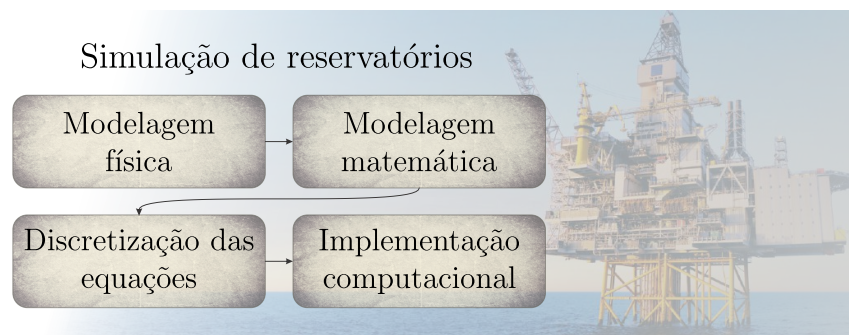 Simulação de reservatórios
Modelagem
física
Modelagem
matemática
Discretização das
equações
Implementação
computacional